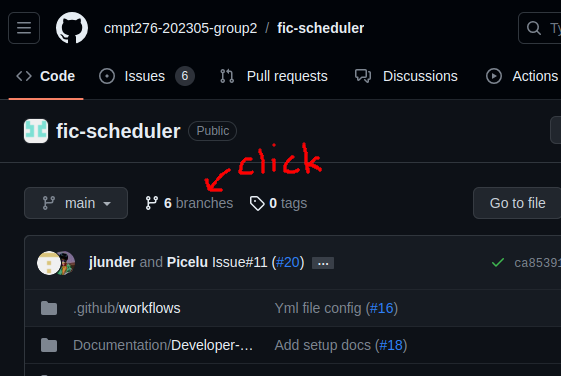 cmpt276-202305-group2 / fic-scheduler
Code Issues 6 Pull requests Discussions Actions
fic-scheduler Public
click
main 6 branches 0 tags Go to file
jlunder and Picelu Issue#11 (#20) ... ca85391
.github/workflows Yml file config (#16)
Documentation/Developer-... Add setup docs (#18)